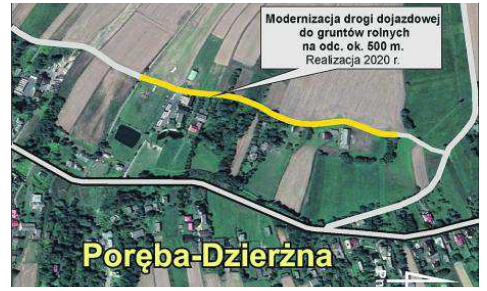 Modernizacja drogi dojazdowej
do gruntów rolnych
na odc. ok. 500 m.
Realizacja 2020 r.
Poręba-Dzierżna